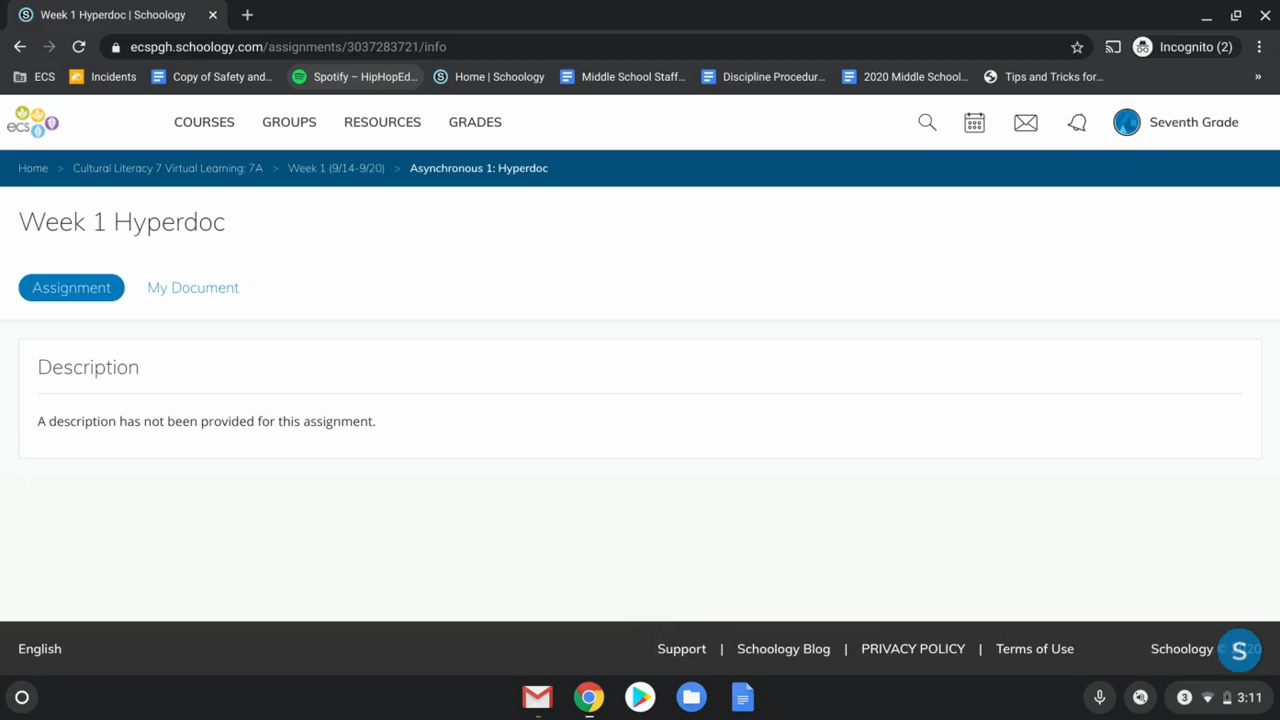 Week 1 Hyperdoc | Schoology
ecspgh.schoology.com/assignments/3037283721/info
Incognito (2)
ECS
Incidents
Copy of Safety and...
Spotify – HipHopEd...
Home | Schoology
Middle School Staff...
Discipline Procedur...
2020 Middle School...
Tips and Tricks for...
»
ecs
COURSES
GROUPS
RESOURCES
GRADES
Seventh Grade
Home > Cultural Literacy 7 Virtual Learning: 7A > Week 1 (9/14-9/20) > Asynchronous 1: Hyperdoc
Week 1 Hyperdoc
Assignment
My Document
Description
A description has not been provided for this assignment.
English
Support | Schoology Blog | PRIVACY POLICY | Terms of Use
Schoology
S
3
3:11